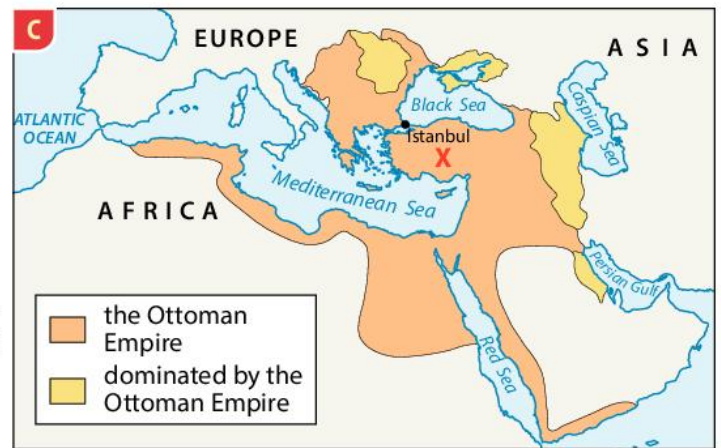 C
EUROPE
ASIA
ATLANTIC
OCEAN
Black Sea
Caspian Sea
Istanbul
X
Mediterranean Sea
AFRICA
Persian Gulf
Red Sea
the Ottoman
Empire
dominated by the
Ottoman Empire